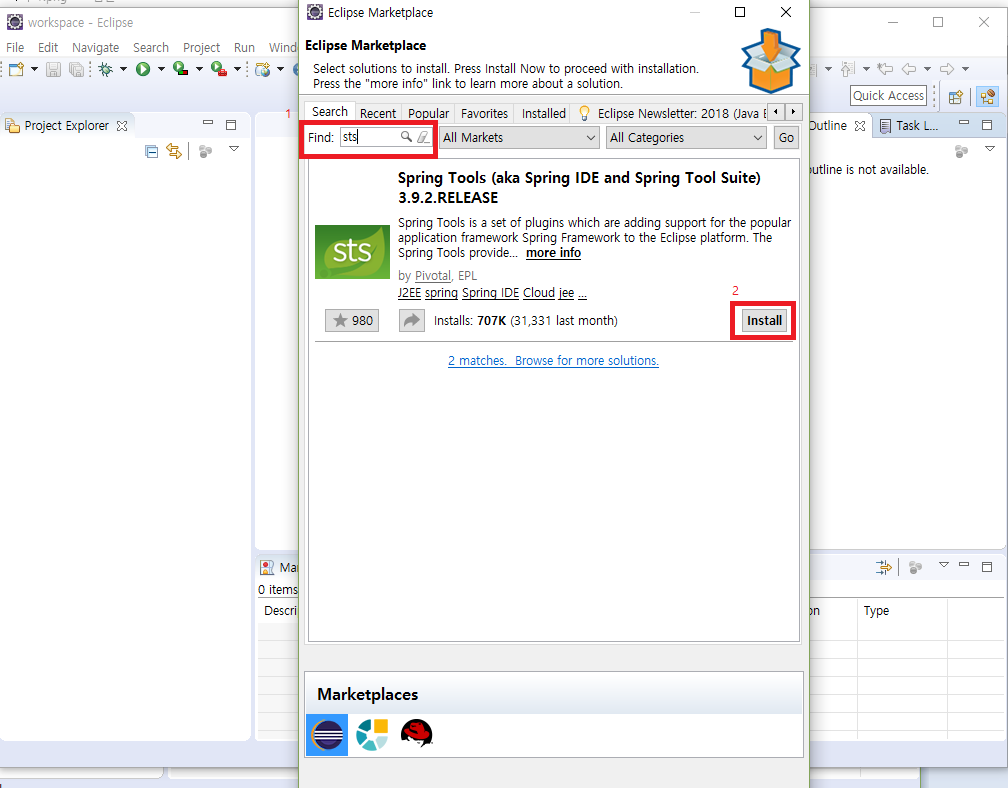 workspace - Eclipse
Eclipse Marketplace
File Edit Navigate Search Project Run
Eclipse Marketplace
Select solutions to install. Press Install Now to proceed with installation.
Press the "more info" link to learn more about a solution.
Quick Access
1
Project Explorer
Search Recent Popular Favorites Installed Eclipse Newsletter: 2018 (Java E
Task L...
Find: sts All Markets All Categories Go
Spring Tools (aka Spring IDE and Spring Tool Suite)
3.9.2.RELEASE
is not available.
Spring Tools is a set of plugins which are adding support for the popular
application framework Spring Framework to the Eclipse platform. The
Spring Tools provide... more info
sts
by Pivotal, EPL
J2EE spring Spring IDE Cloud jee ...
2
980 Installs: 707K (31,331 last month) Install
2 matches. Browse for more solutions.
0 items
Descri
Type
Marketplaces